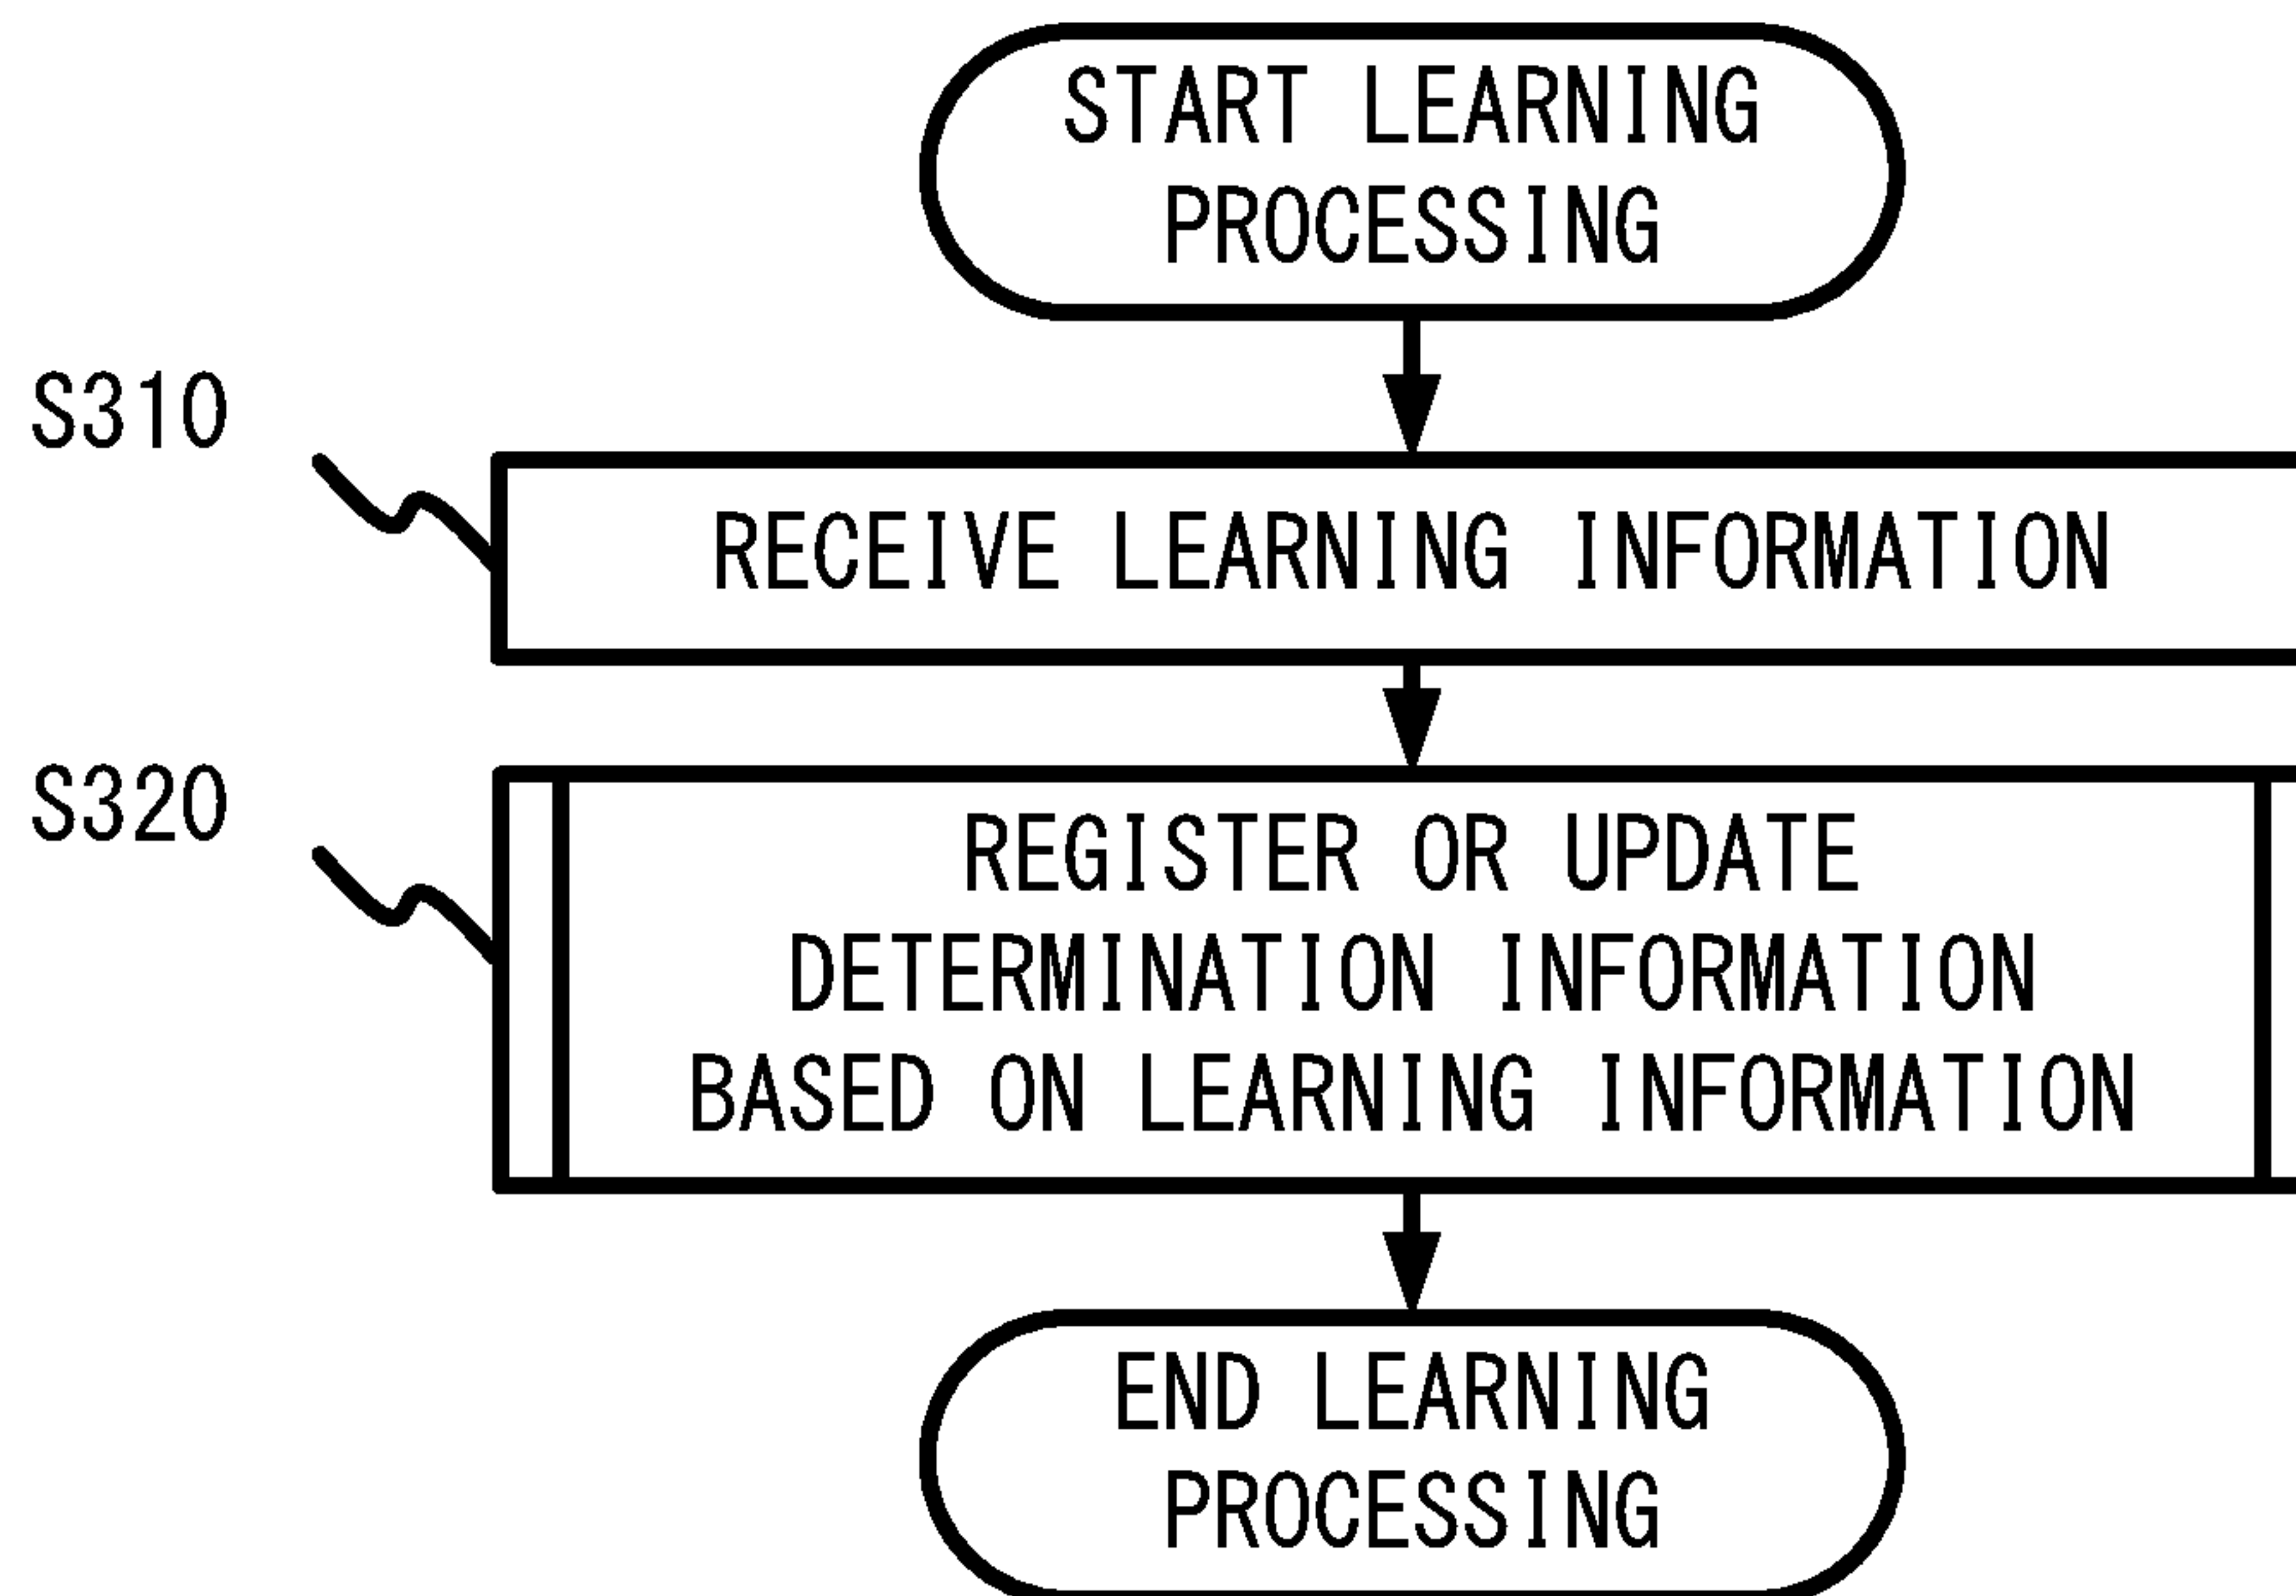 START LEARNING
PROCESSING
S310
RECEIVE LEARNING INFORMATION
S320
REGISTER OR UPDATE
DETERMINATION INFORMATION
BASED ON LEARNING INFORMATION
END LEARNING
PROCESSING